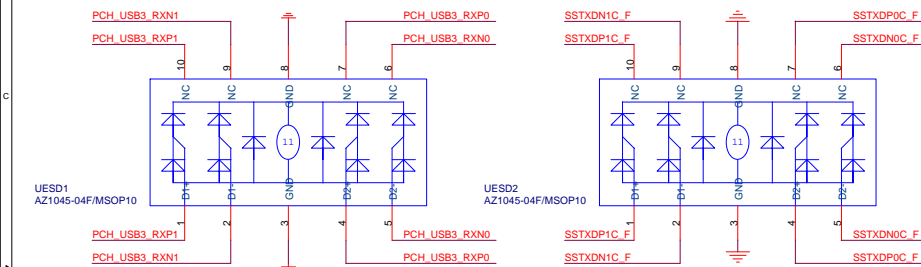 PCH_USB3_RXN1 PCH_USB3_RXP0 SSTXDN1C_F SSTXDP0C_F
PCH_USB3_RXP1 PCH_USB3_RXN0 SSTXDP1C_F SSTXDN0C_F
10 9 8 7 6 10 9 8 7 6
C
NC NC GND NC NC NC NC GND NC NC
11 11
UESD1 D1+ D1- GND D2+ D2- UESD2 D1+ D1- GND D2+ D2-
AZ1045-04F/MSOP10 AZ1045-04F/MSOP10
1 2 3 4 5 1 2 3 4 5
PCH_USB3_RXP1 PCH_USB3_RXN0 SSTXDP1C_F SSTXDN0C_F
PCH_USB3_RXN1 PCH_USB3_RXP0 SSTXDN1C_F SSTXDP0C_F